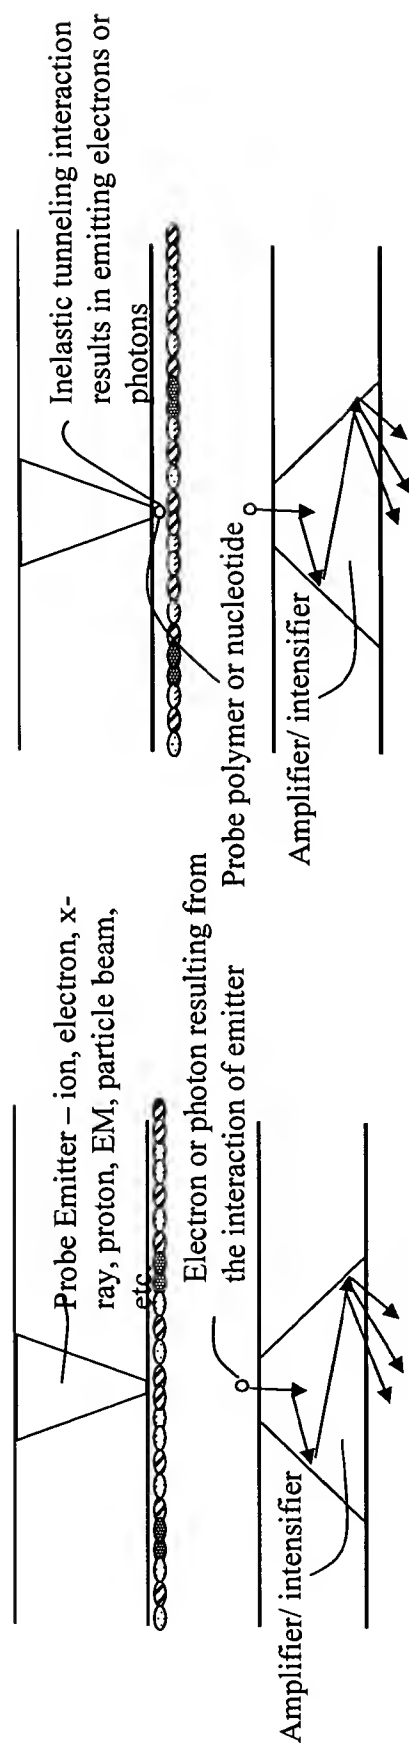 Probe Emitter – ion, electron, x-
ray, proton, EM, particle beam,
etc.
Electron or photon resulting from
the interaction of emitter
Amplifier/ intensifier
Inelastic tunneling interaction
results in emitting electrons or
photons
Probe polymer or nucleotide
Amplifier/ intensifier